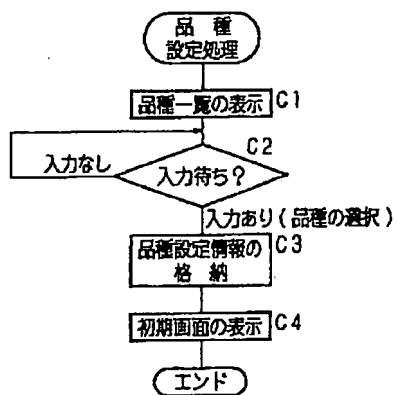 品 種
設定処理
品種一覧の表示 C1
C2
入力なし
入力待ち?
入力あり(品種の選択)
品種設定情報の C3
格 納
初期画面の表示 C4
エンド